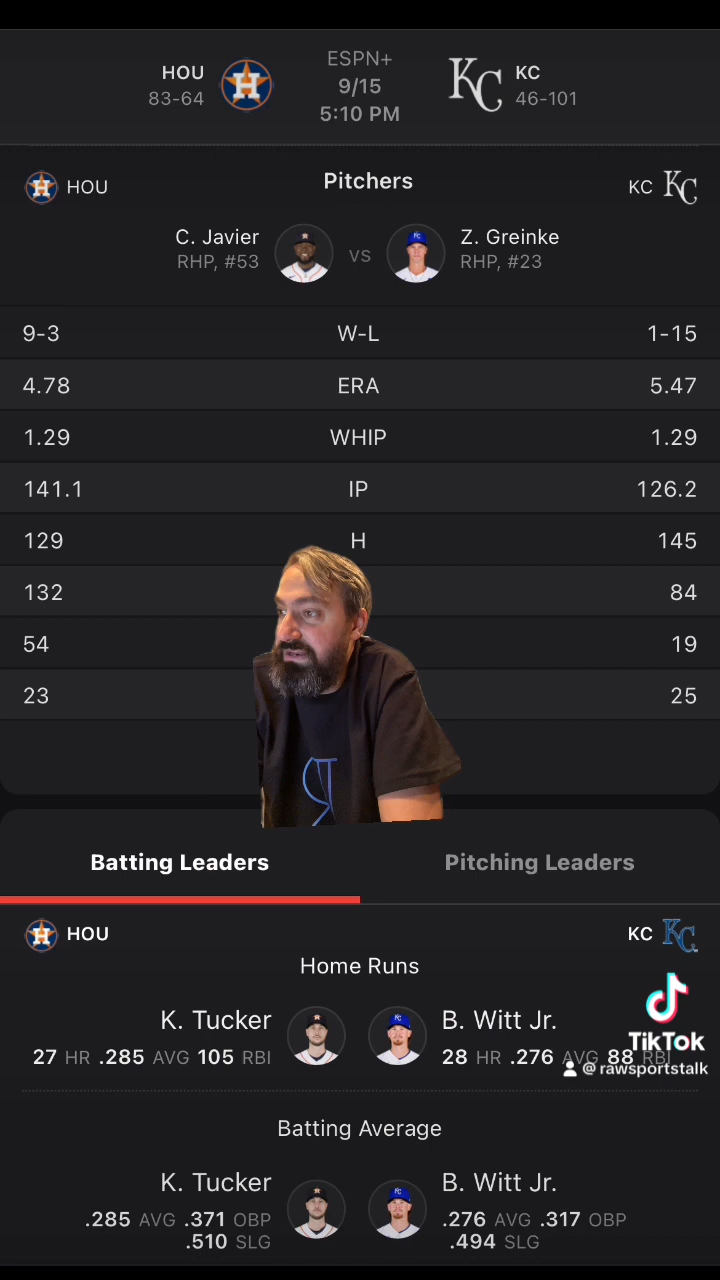 HOU
83-64
ESPN+
9/15
5:10 PM
KC
46-101
HOU
Pitchers
KC
C. Javier
RHP, #53
VS
Z. Greinke
RHP, #23
9-3 W-L 1-15
4.78 ERA 5.47
1.29 WHIP 1.29
141.1 IP 126.2
129 H 145
132 84
54 19
23 25
Batting Leaders Pitching Leaders
HOU KC
Home Runs
K. Tucker B. Witt Jr.
27 HR .285 AVG 105 RBI 28 HR .276 AVG 88 RBI
TikTok
@rawsportstalk
Batting Average
K. Tucker B. Witt Jr.
.285 AVG .371 OBP .276 AVG .317 OBP
.510 SLG .494 SLG